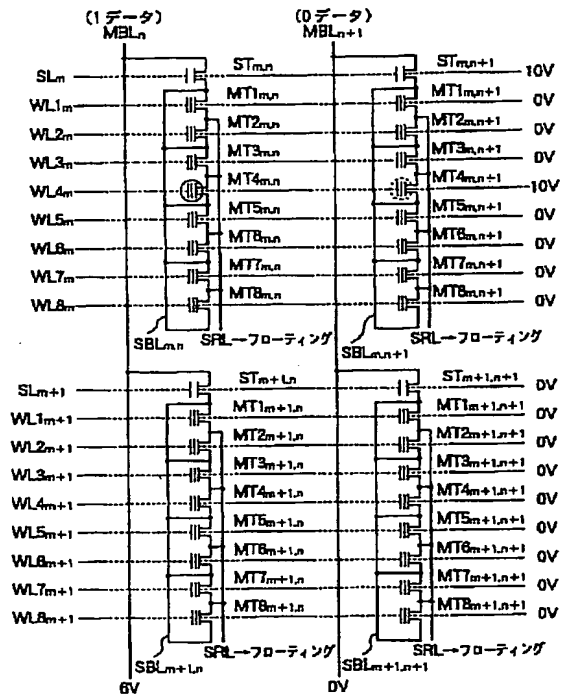 (1 データ) (0 データ)
MBLn MBLn+1
SLm STm,n STm,n+1 10V
WL1m MT1m,n MT1m,n+1 0V
WL2m MT2m,n MT2m,n+1 0V
WL3m MT3m,n MT3m,n+1 0V
WL4m MT4m,n MT4m,n+1 -10V
WL5m MT5m,n MT5m,n+1 0V
WL6m MT6m,n MT6m,n+1 0V
WL7m MT7m,n MT7m,n+1 0V
WL8m MT8m,n MT8m,n+1 0V
SBLm,n SRL→フローティング SBLm,n+1 SRL→フローティング
SLm+1 STm+1,n STm+1,n+1 0V
WL1m+1 MT1m+1,n MT1m+1,n+1 0V
WL2m+1 MT2m+1,n MT2m+1,n+1 0V
WL3m+1 MT3m+1,n MT3m+1,n+1 0V
WL4m+1 MT4m+1,n MT4m+1,n+1 0V
WL5m+1 MT5m+1,n MT5m+1,n+1 0V
WL6m+1 MT6m+1,n MT6m+1,n+1 0V
WL7m+1 MT7m+1,n MT7m+1,n+1 0V
WL8m+1 MT8m+1,n MT8m+1,n+1 0V
SBLm+1,n SRL→フローティング SBLm+1,n+1 SRL→フローティング
6V 0V